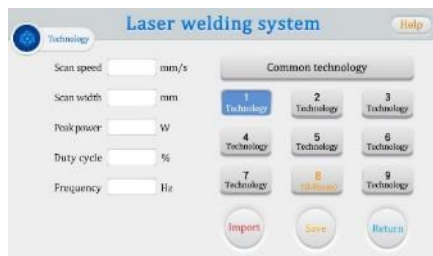 Laser welding system
Help
Technology
Scan speed mm/s
Scan width mm
Peak power W
Duty cycle %
Frequency Hz
Common technology
1 2 3
Technology Technology Technology
4 5 6
Technology Technology Technology
7 8 9
Technology Technology
Import Save Return